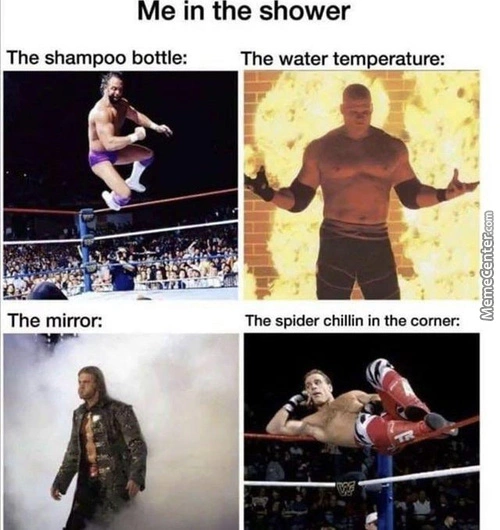 Me in the shower
The shampoo bottle:
The water temperature:
MemeCenter.com
The mirror:
The spider chillin in the corner: